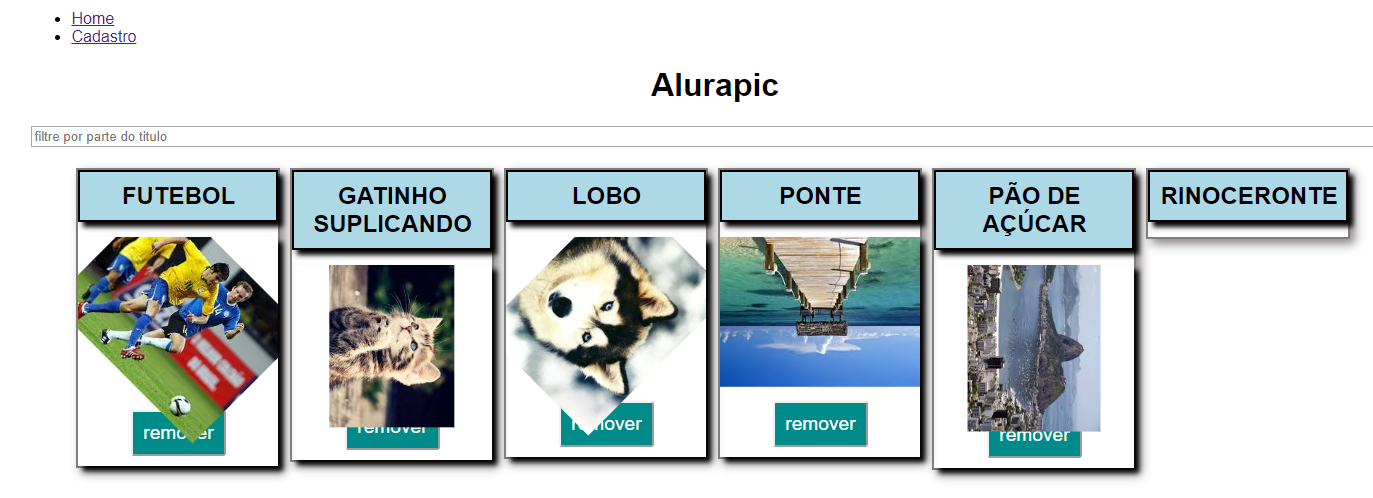 Home
Cadastro
Alurapic
filtre por parte do titulo
FUTEBOL
GATINHO
SUPLICANDO
LOBO
PONTE
PÃO DE
AÇÚCAR
RINOCERONTE
remover
remover
remover
remover
remover